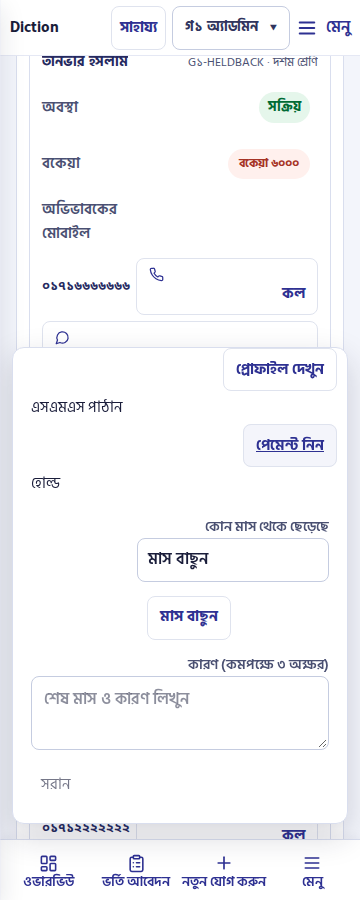 Diction
সাহায্য
গ১ অ্যাডমিন
মেনু
তানভীর ইসলাম
G১-HELDBACK · দশম শ্রেণি
অবস্থা
সক্রিয়
বকেয়া
বকেয়া ৬০০০
অভিভাবকের
মোবাইল
০১৭১৬৬৬৬৬৬৬
কল
প্রোফাইল দেখুন
এসএমএস পাঠান
পেমেন্ট নিন
হোল্ড
কোন মাস থেকে ছেড়েছে
মাস বাছুন
মাস বাছুন
কারণ (কমপক্ষে ৩ অক্ষর)
শেষ মাস ও কারণ লিখুন
সরান
০১৭১২২২২২২২
কল
ওভারভিউ
ভর্তি আবেদন
নতুন যোগ করুন
মেনু